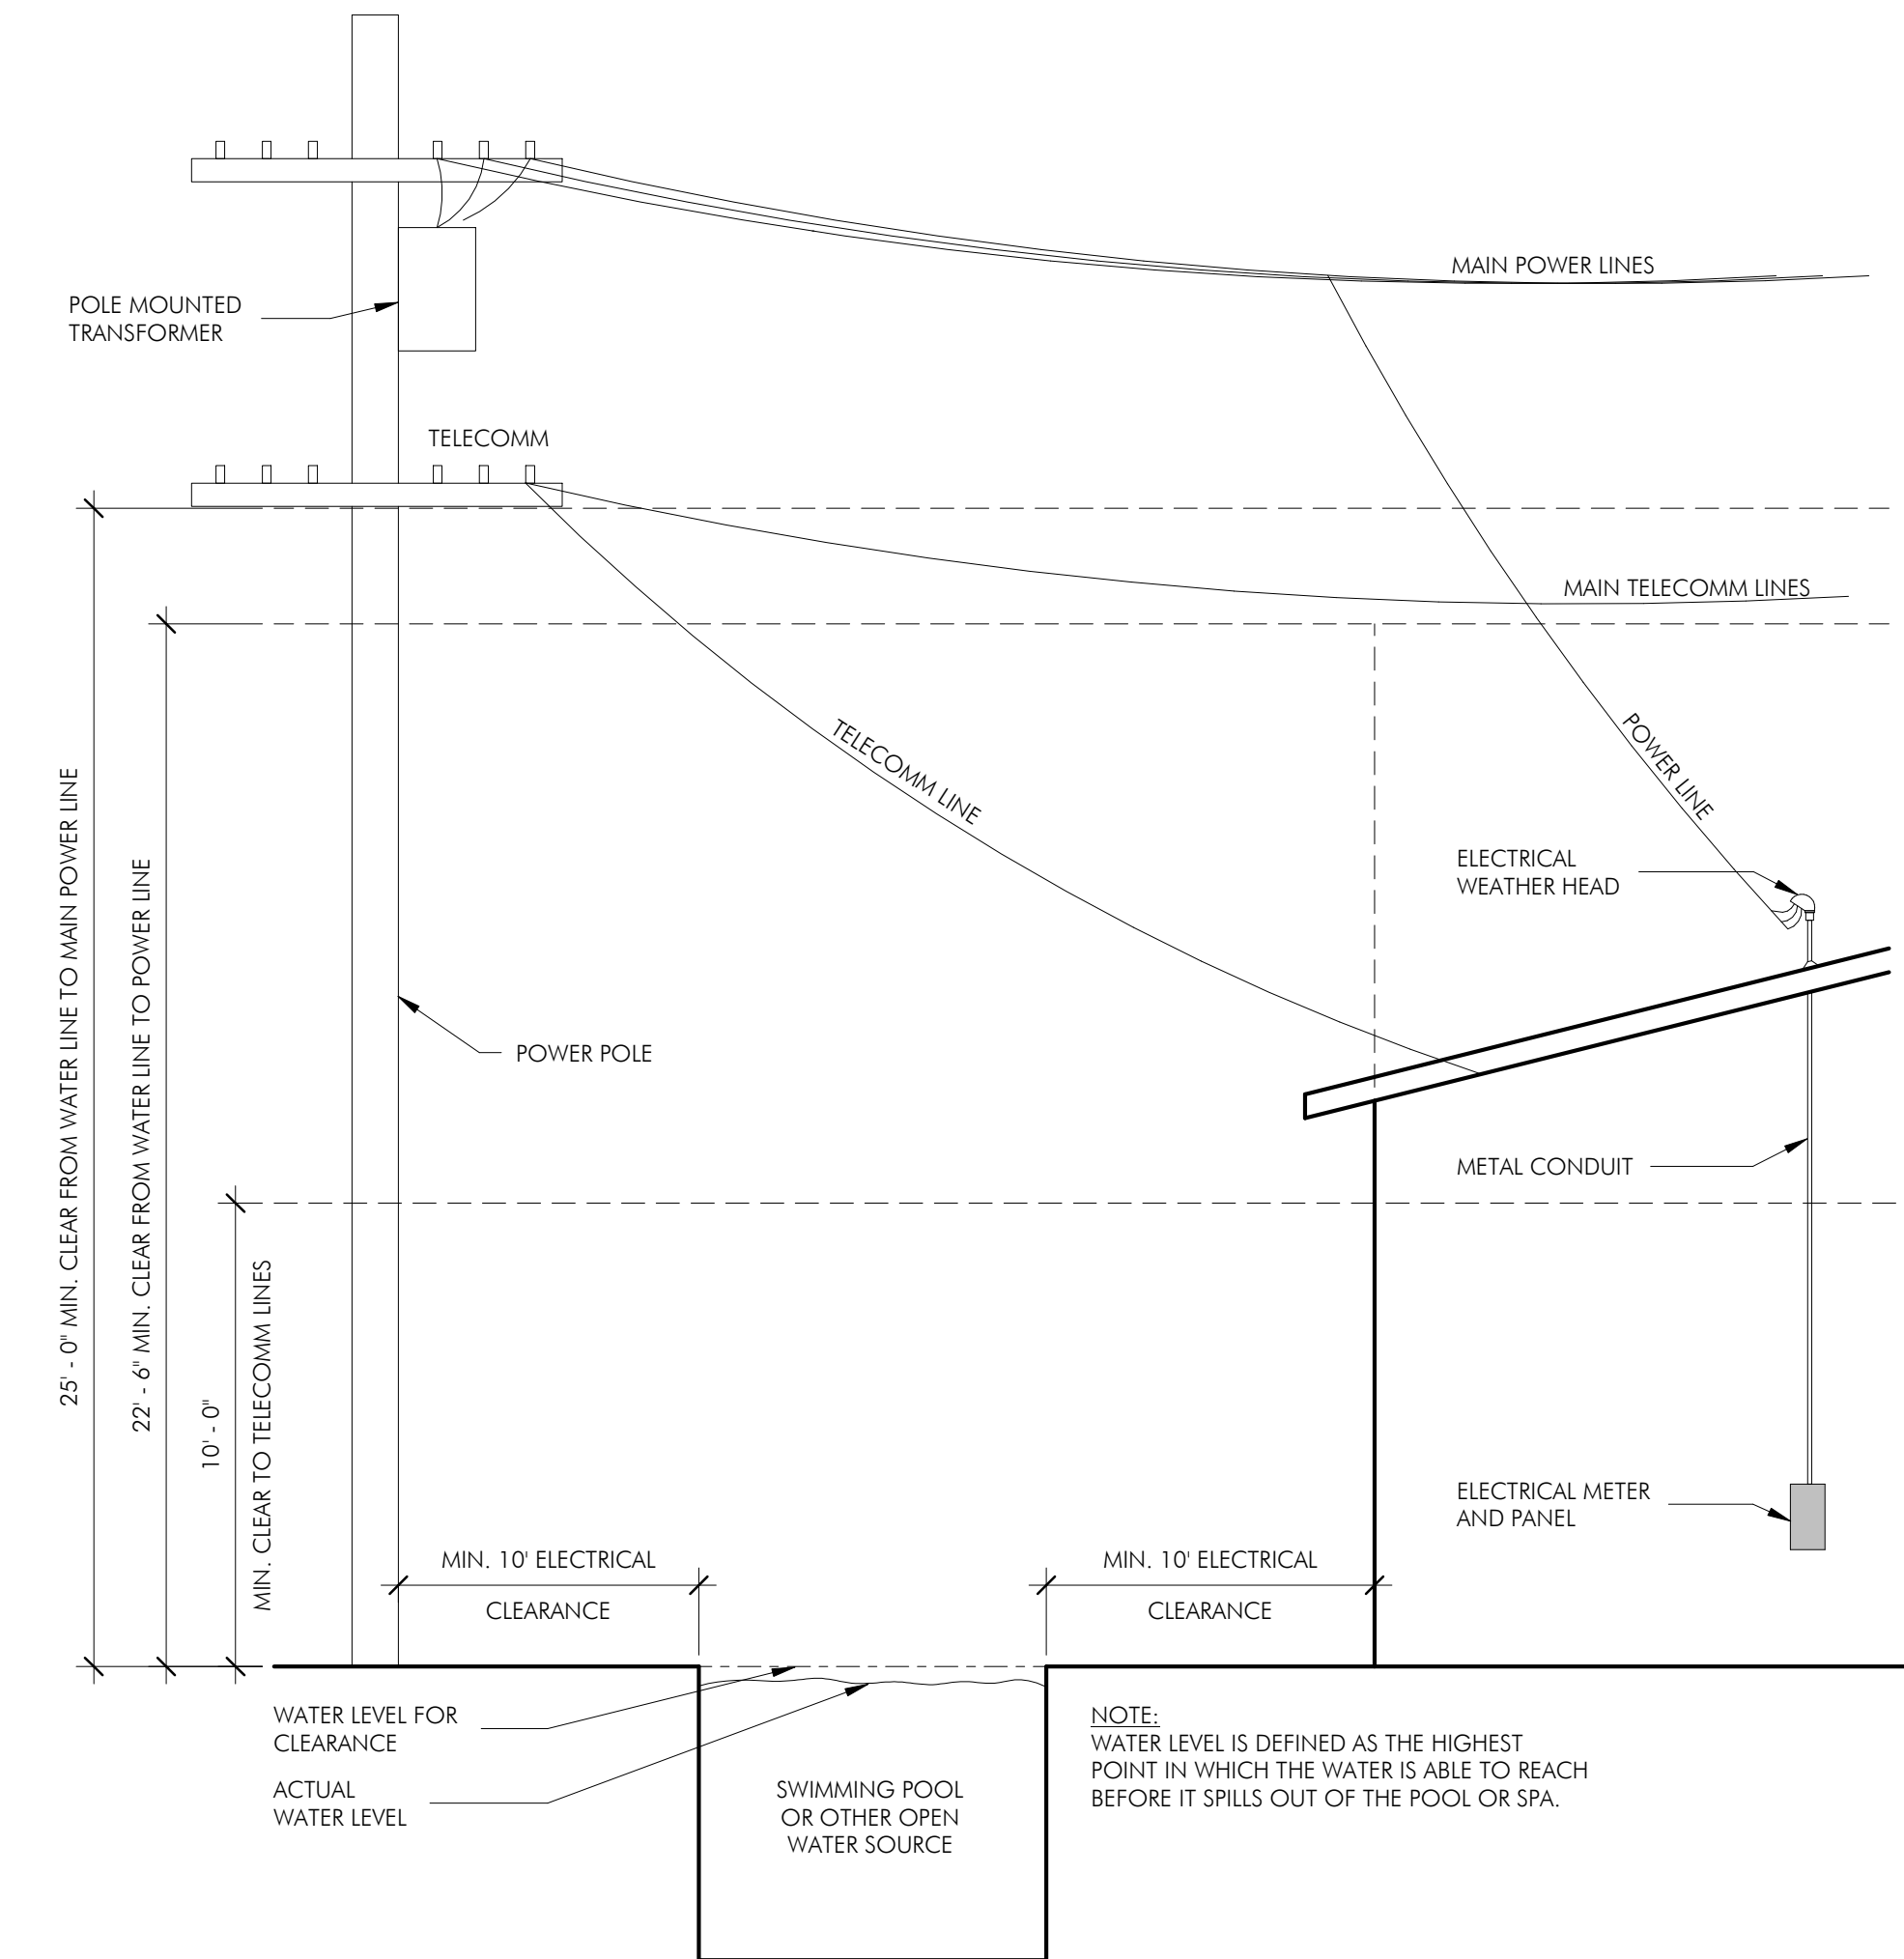 MAIN POWER LINES
POLE MOUNTED
TRANSFORMER
TELECOMM
MAIN TELECOMM LINES
TELECOMM LINE
POWER LINE
ELECTRICAL
WEATHER HEAD
25' - 0" MIN. CLEAR FROM WATER LINE TO MAIN POWER LINE
22' - 6" MIN. CLEAR FROM WATER LINE TO POWER LINE
10' - 0"
MIN. CLEAR TO TELECOMM LINES
POWER POLE
METAL CONDUIT
ELECTRICAL METER
AND PANEL
MIN. 10' ELECTRICAL
CLEARANCE
MIN. 10' ELECTRICAL
CLEARANCE
WATER LEVEL FOR
CLEARANCE
ACTUAL
WATER LEVEL
SWIMMING POOL
OR OTHER OPEN
WATER SOURCE
NOTE:
WATER LEVEL IS DEFINED AS THE HIGHEST
POINT IN WHICH THE WATER IS ABLE TO REACH
BEFORE IT SPILLS OUT OF THE POOL OR SPA.